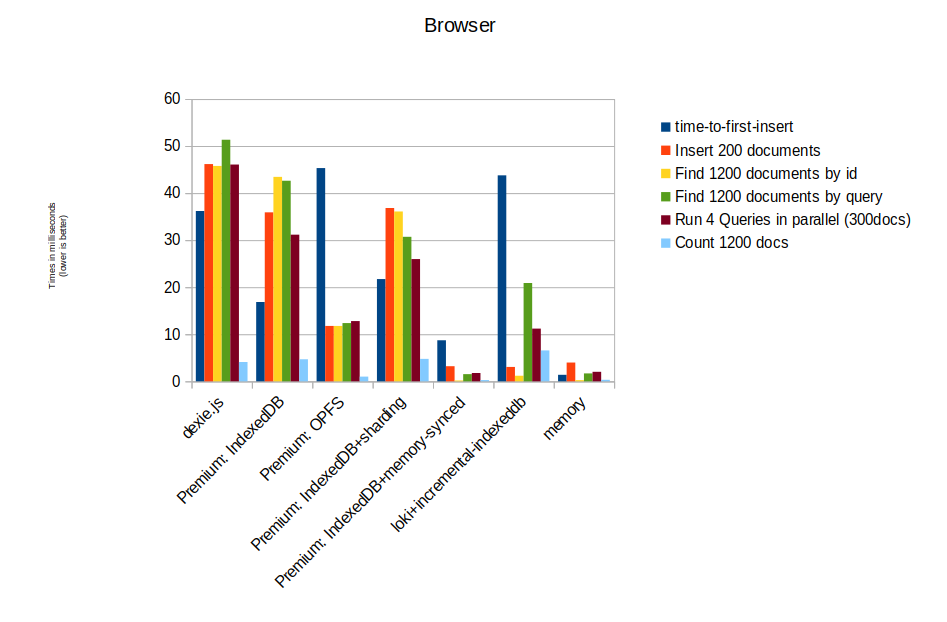 Browser
Times in milliseconds
(lower is better)
60
50
40
30
20
10
0
dexie.js
Premium: IndexedDB
Premium: OPFS
Premium: IndexedDB+sharding
Premium: IndexedDB+memory-synced
loki+incremental-indexeddb
memory
time-to-first-insert
Insert 200 documents
Find 1200 documents by id
Find 1200 documents by query
Run 4 Queries in parallel (300docs)
Count 1200 docs